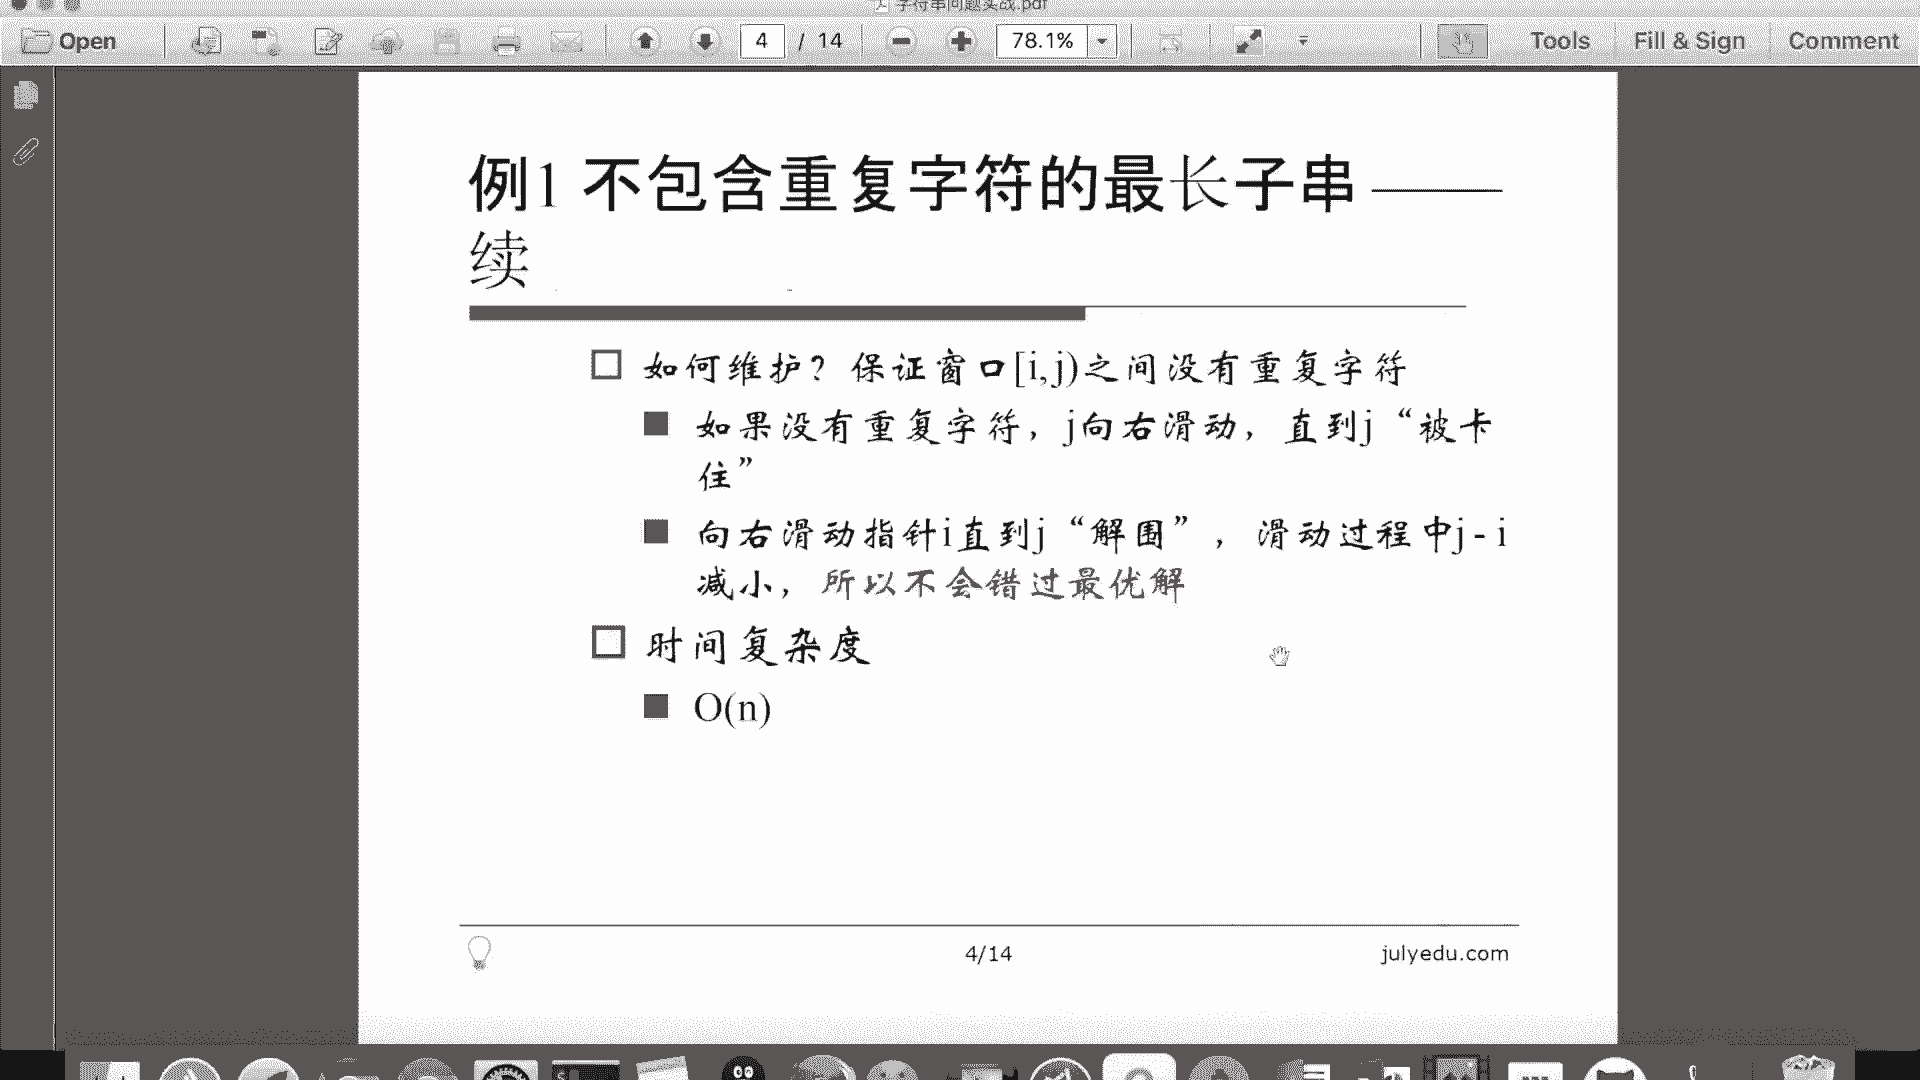 字符串问题实战.pdf
Open
4 / 14
78.1%
Tools
Fill & Sign
Comment
例1 不包含重复字符的最长子串——
续
如何维护？保证窗口[i,j)之间没有重复字符
如果没有重复字符，j向右滑动，直到j“被卡
住”
向右滑动指针i直到j“解围”，滑动过程中j-i
减小，所以不会错过最优解
时间复杂度
O(n)
4/14
julyedu.com